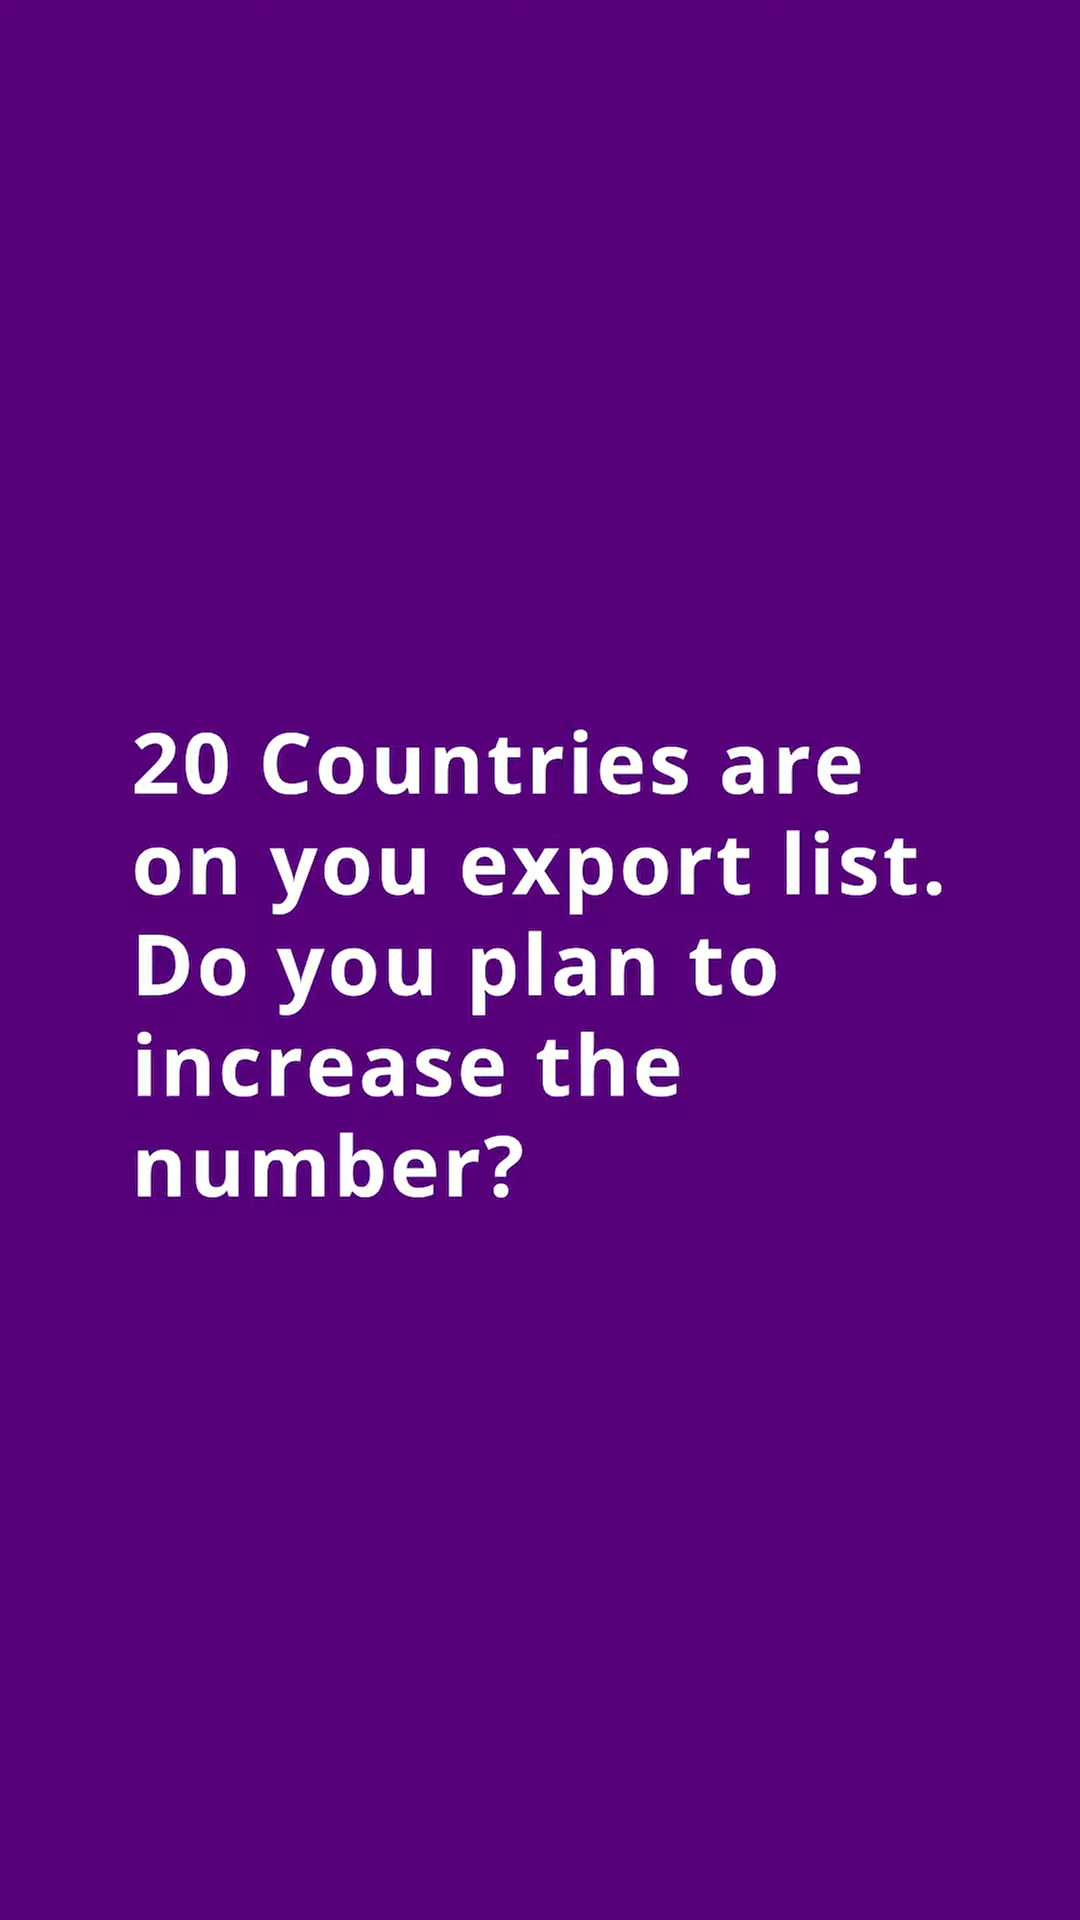 20 Countries are
on you export list.
Do you plan to
increase the
number?